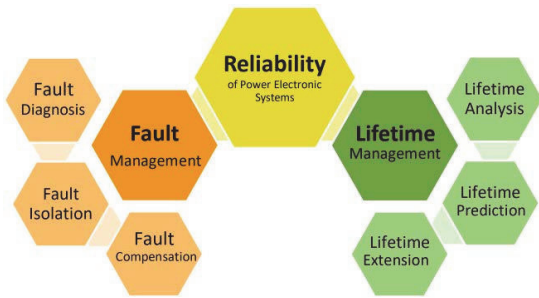 Reliability
of Power Electronic
Systems
Fault
Diagnosis
Fault
Management
Fault
Isolation
Fault
Compensation
Lifetime
Management
Lifetime
Analysis
Lifetime
Prediction
Lifetime
Extension